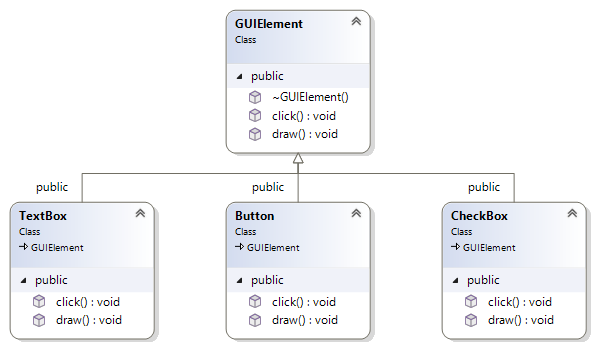 GUIElement
Class
public
~GUIElement()
click() : void
draw() : void
public
public
public
TextBox
Class
GUIElement
public
click() : void
draw() : void
Button
Class
GUIElement
public
click() : void
draw() : void
CheckBox
Class
GUIElement
public
click() : void
draw() : void